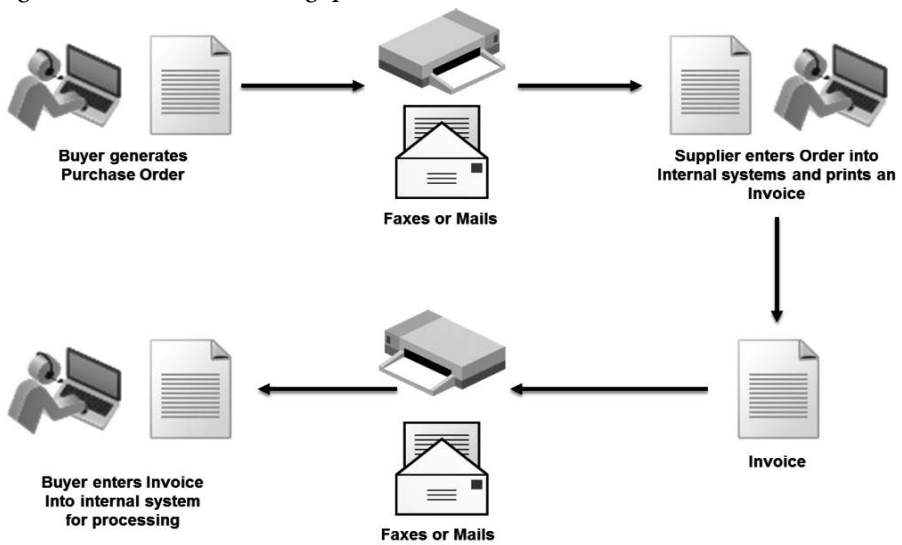 Buyer generates
Purchase Order
Faxes or Mails
Supplier enters Order into
Internal systems and prints an
Invoice
Invoice
Faxes or Mails
Buyer enters Invoice
Into internal system
for processing